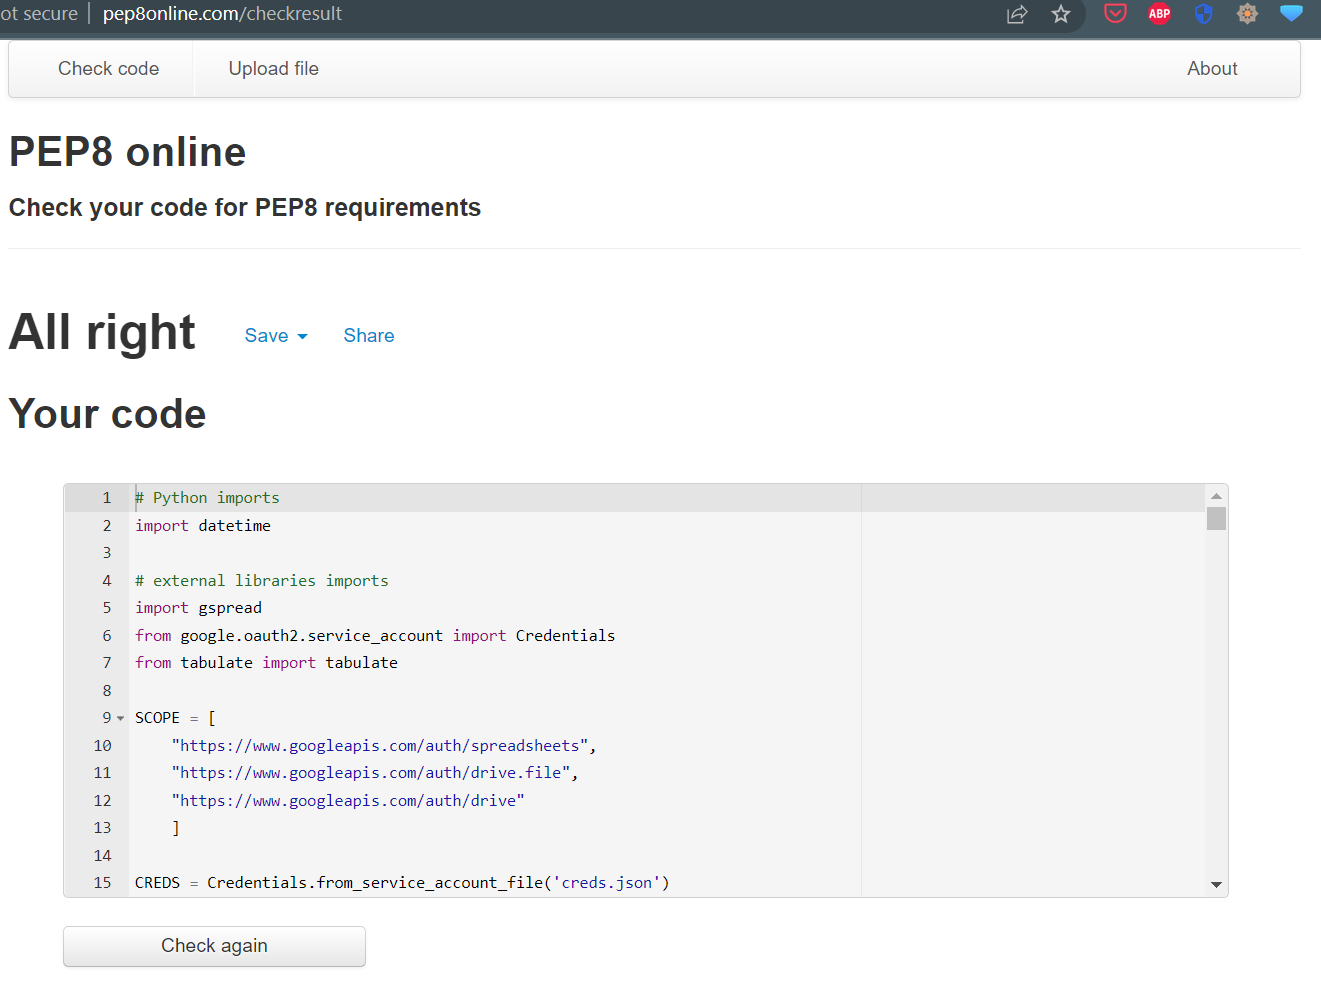 ot secure | pep8online.com/checkresult
ABP
Check code Upload file About
PEP8 online
Check your code for PEP8 requirements
All right Save Share
Your code
1 # Python imports
2 import datetime
3
4 # external libraries imports
5 import gspread
6 from google.oauth2.service_account import Credentials
7 from tabulate import tabulate
8
9 SCOPE = [
10     "https://www.googleapis.com/auth/spreadsheets",
11     "https://www.googleapis.com/auth/drive.file",
12     "https://www.googleapis.com/auth/drive"
13     ]
14
15 CREDS = Credentials.from_service_account_file('creds.json')
Check again